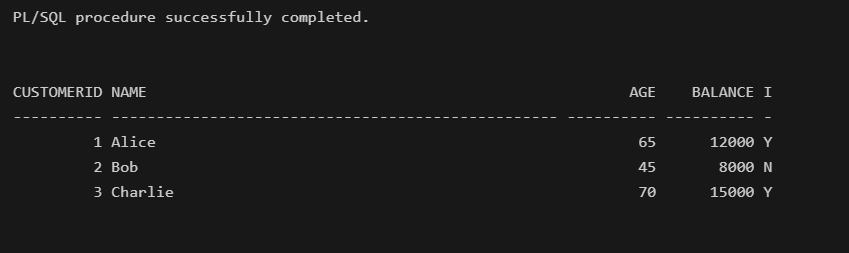 PL/SQL procedure successfully completed.
CUSTOMERID NAME                                                      AGE    BALANCE I
---------- -------------------------------------------------- ---------- ---------- -
         1 Alice                                                      65      12000 Y
         2 Bob                                                        45       8000 N
         3 Charlie                                                    70      15000 Y